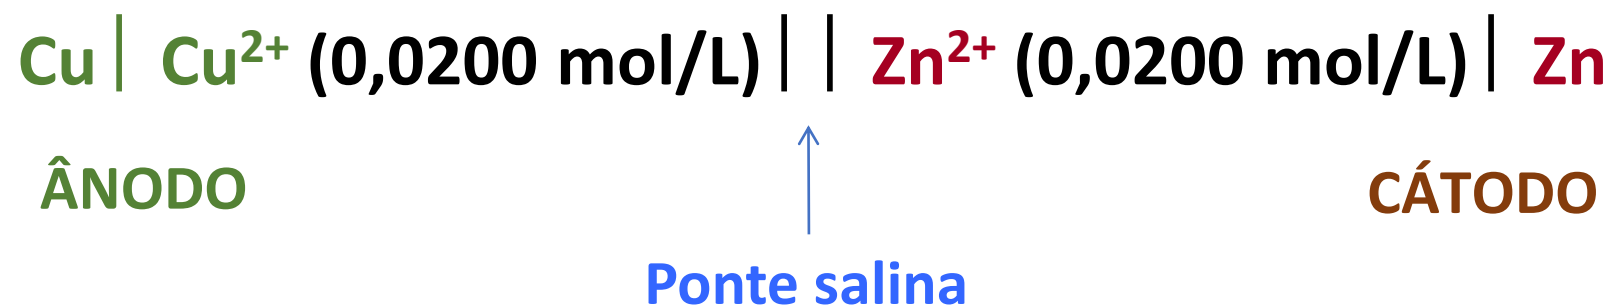 Cu│ Cu²⁺ (0,0200 mol/L)││ Zn²⁺ (0,0200 mol/L)│ Zn
ÂNODO CÁTODO
Ponte salina